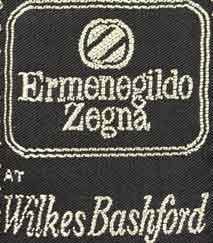 Ermenegildo
Zegna
AT
Wilkes Bashford